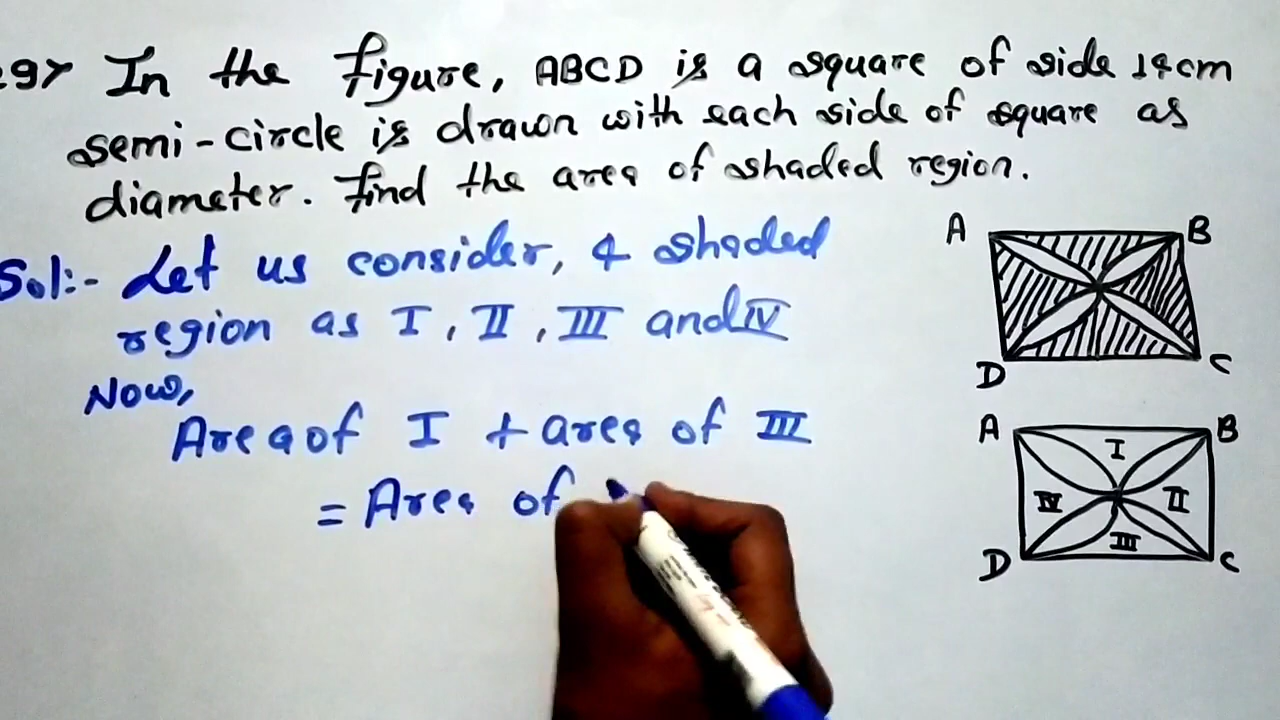 29> In the figure, ABCD is a square of side 14cm
semi-circle is drawn with each side of square as
diameter. Find the area of shaded region.
Sol:- Let us consider, 4 shaded
region as I, II, III and IV
Now,
Area of I + area of III
= Area of
A B
D C
A B
I
IV II
III
D C